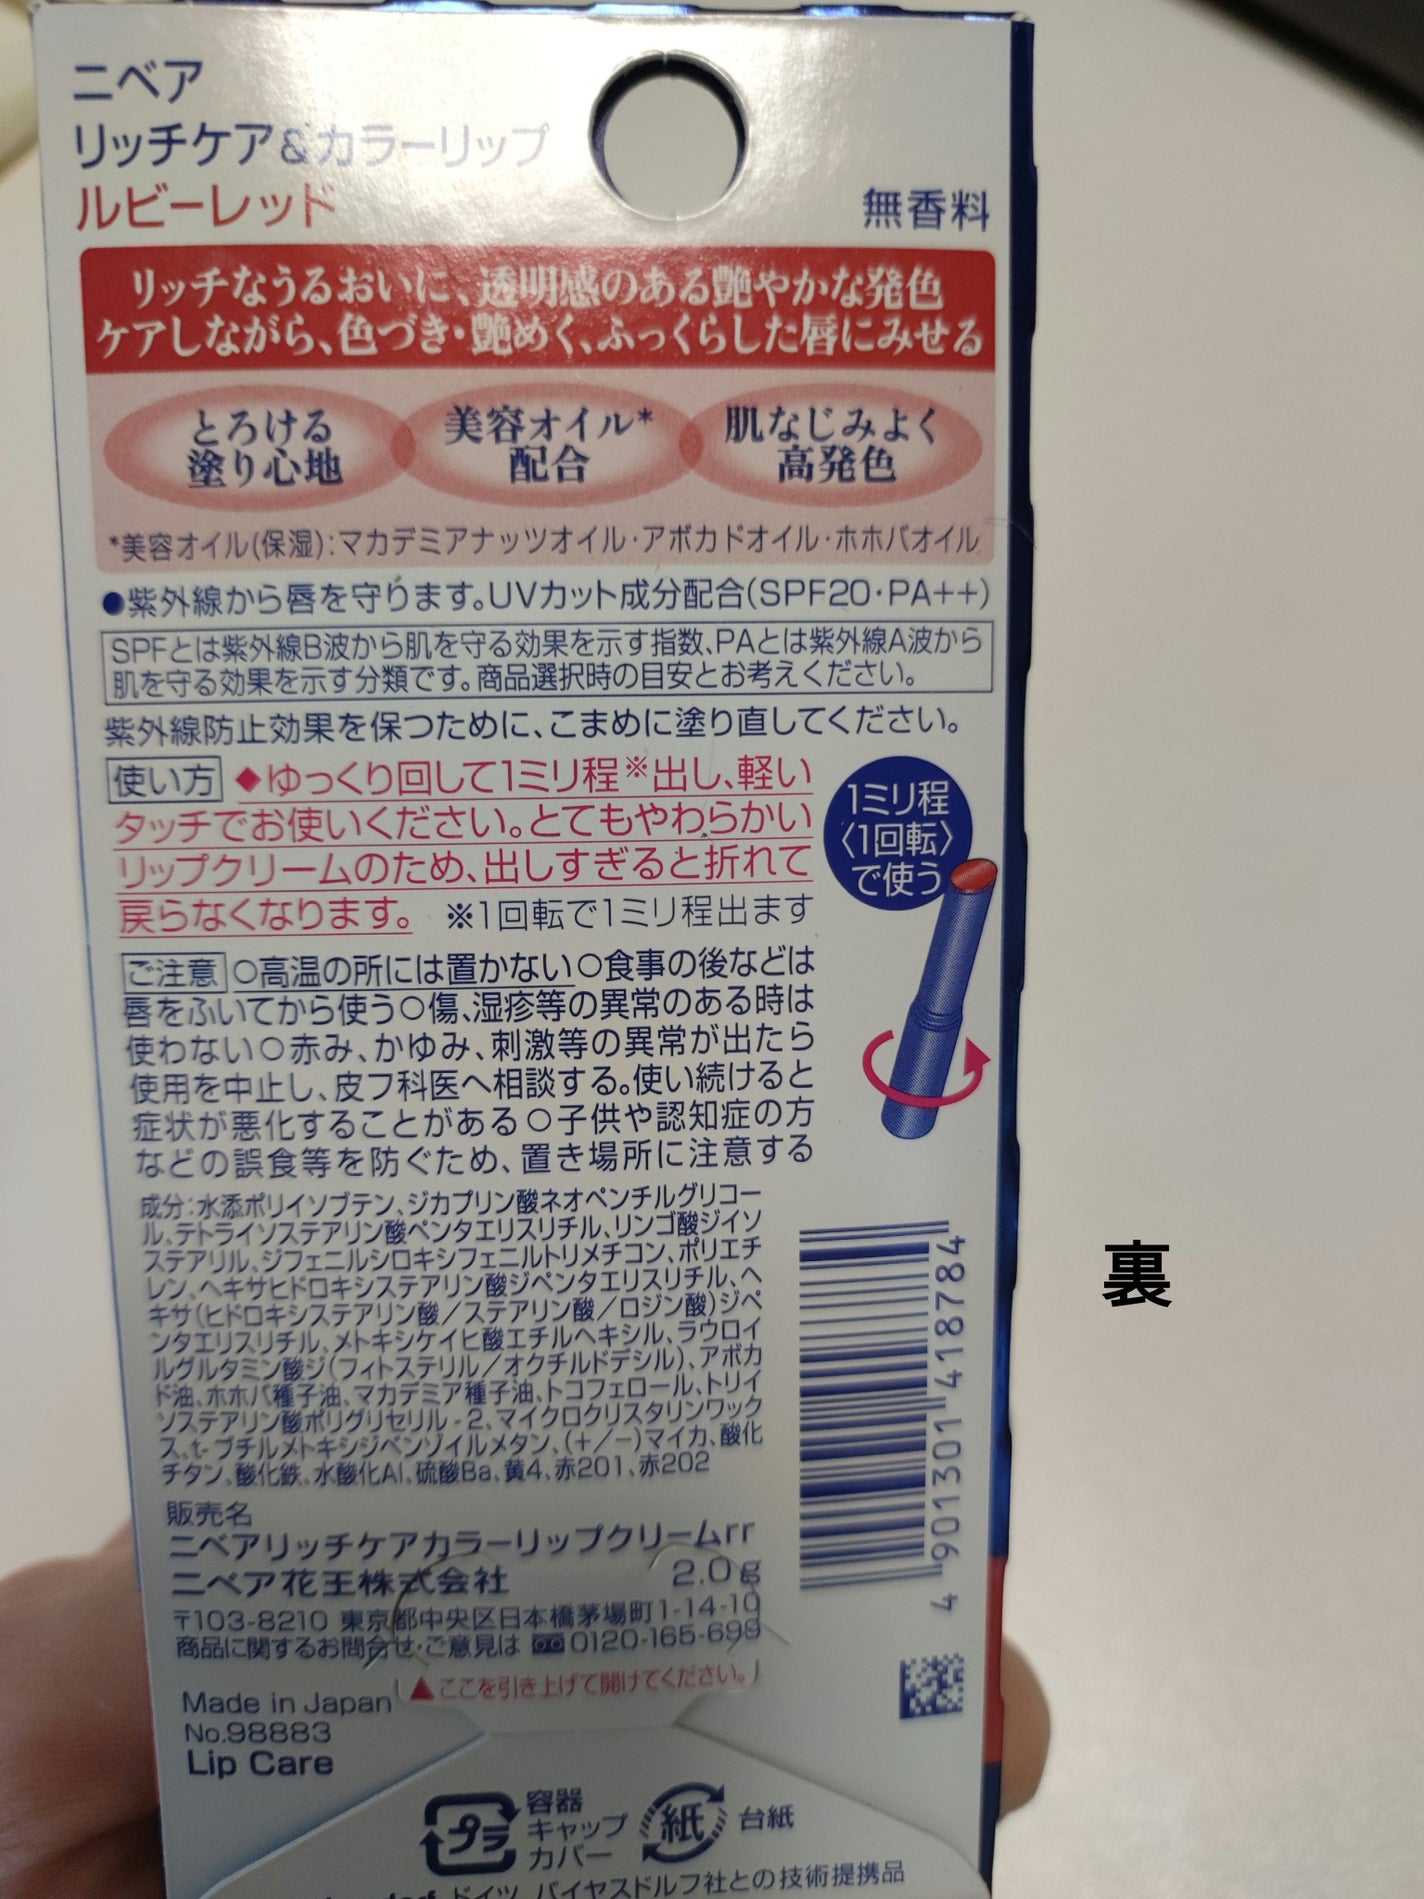 ニベア
リッチケア&カラーリップ
ルビーレッド
無香料
リッチなうるおいに、透明感のある艶やかな発色
ケアしながら、色づき・艶めく、ふっくらした唇にみせる
とろける
塗り心地
美容オイル*
配合
肌なじみよく
高発色
*美容オイル(保湿):マカデミアナッツオイル・アボカドオイル・ホホバオイル
●紫外線から唇を守ります。UVカット成分配合(SPF20・PA++)
SPFとは紫外線B波から肌を守る効果を示す指数、PAとは紫外線A波から
肌を守る効果を示す分類です。商品選択時の目安とお考えください。
紫外線防止効果を保つために、こまめに塗り直してください。
使い方 ◆ゆっくり回して1ミリ程※出し、軽い
タッチでお使いください。とてもやわらかい
リップクリームのため、出しすぎると折れて
戻らなくなります。 ※1回転で1ミリ程出ます
1ミリ程
〈1回転〉
で使う
ご注意 ○高温の所には置かない○食事の後などは
唇をふいてから使う○傷、湿疹等の異常のある時は
使わない○赤み、かゆみ、刺激等の異常が出たら
使用を中止し、皮フ科医へ相談する。使い続けると
症状が悪化することがある○子供や認知症の方
などの誤食等を防ぐため、置き場所に注意する
成分:水添ポリイソブテン、ジカプリン酸ネオペンチルグリコー
ル、テトライソステアリン酸ペンタエリスリチル、リンゴ酸ジイソ
ステアリル、ジフェニルシロキシフェニルトリメチコン、ポリエチ
レン、ヘキサヒドロキシステアリン酸ジペンタエリスリチル、ヘ
キサ(ヒドロキシステアリン酸/ステアリン酸/ロジン酸)ジペ
ンタエリスリチル、メトキシケイヒ酸エチルヘキシル、ラウロイ
ルグルタミン酸ジ(フィトステリル/オクチルドデシル)、アボカ
ド油、ホホバ種子油、マカデミア種子油、トコフェロール、トリイ
ソステアリン酸ポリグリセリル-2、マイクロクリスタリンワック
ス、t-ブチルメトキシジベンゾイルメタン、(+/-)マイカ、酸化
チタン、酸化鉄、水酸化Al、硫酸Ba、黄4、赤201、赤202
4 901301 418784
裏
販売名
ニベアリッチケアカラーリップクリームrr
ニベア花王株式会社 2.0g
〒103-8210 東京都中央区日本橋茅場町1-14-10
商品に関するお問合せ・ご意見は 0120-165-699
▲ここを引き上げて開けてください。
Made in Japan
No.98883
Lip Care
プラ
容器
キャップ
カバー
紙
台紙
ドイツ バイヤスドルフ社との技術提携品